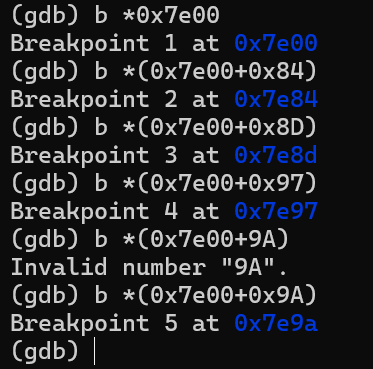 (gdb) b *0x7e00
Breakpoint 1 at 0x7e00
(gdb) b *(0x7e00+0x84)
Breakpoint 2 at 0x7e84
(gdb) b *(0x7e00+0x8D)
Breakpoint 3 at 0x7e8d
(gdb) b *(0x7e00+0x97)
Breakpoint 4 at 0x7e97
(gdb) b *(0x7e00+9A)
Invalid number "9A".
(gdb) b *(0x7e00+0x9A)
Breakpoint 5 at 0x7e9a
(gdb)